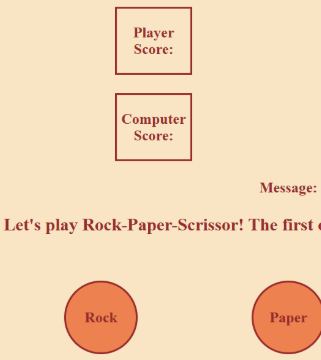 Player
Score:
Computer
Score:
Message:
Let's play Rock-Paper-Scrissor! The first
Rock
Paper